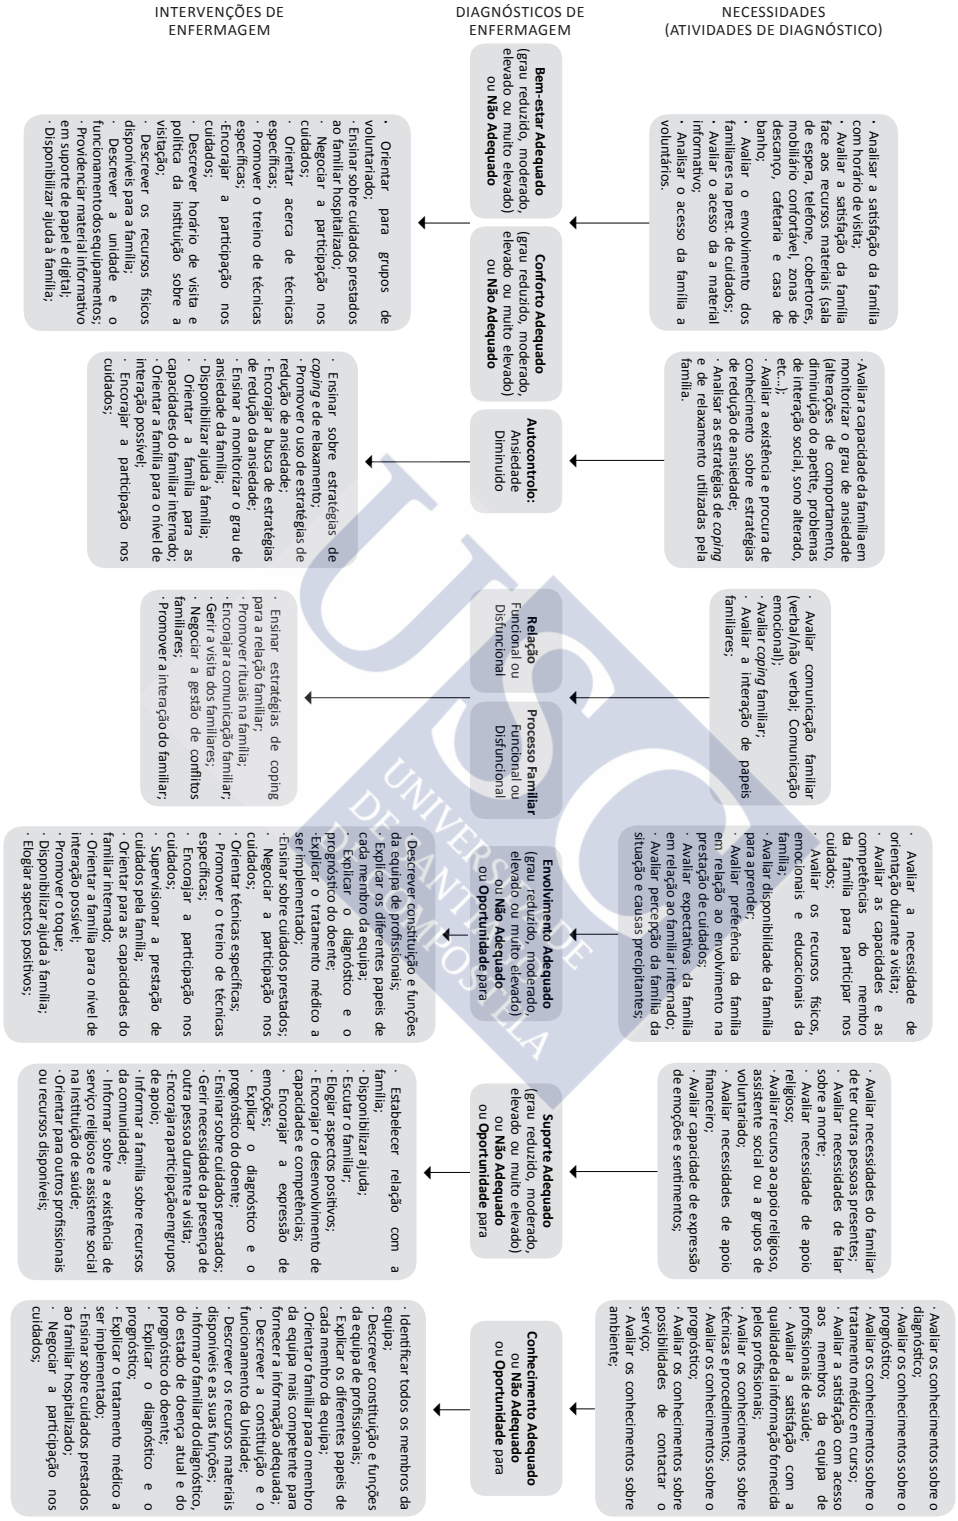 NECESSIDADES
(ATIVIDADES DE DIAGNÓSTICO)
· Analisar a satisfação da família
com horário de visita;
· Avaliar a satisfação da família
face aos recursos materiais (sala
de espera, telefone, cobertores,
mobiliário confortável, zonas de
descanço, cafetaria e casa de
banho;
· Avaliar o envolvimento dos
familiares na prest. de cuidados;
· Avaliar o acesso da a material
informativo;
· Analisar o acesso da família a
voluntários.
· Avaliar a capacidade da família em
monitorizar o grau de ansiedade
(alterações de comportamento,
diminuição do apetite, problemas
de interação social, sono alterado,
etc...);
· Avaliar a existência e procura de
conhecimento sobre estratégias
de redução de ansiedade;
· Analisar as estratégias de coping
e de relaxamento utilizadas pela
família.
· Avaliar comunicação familiar
(verbal/não verbal; Comunicação
emocional);
· Avaliar coping familiar;
· Avaliar a interação de papeis
familiares;
· Avaliar a necessidade de
orientação durante a visita;
· Avaliar as capacidades e as
competências do membro
da família para participar nos
cuidados;
· Avaliar os recursos físicos,
emocionais e educacionais da
família;
· Avaliar disponibilidade da família
para aprender;
· Avaliar preferência da família
em relação ao envolvimento na
prestação de cuidados;
· Avaliar expectativas da família
em relação ao familiar internado;
· Avaliar percepção da família da
situação e causas precipitantes;
· Avaliar necessidades do familiar
de ter outras pessoas presentes;
· Avaliar necessidades de falar
sobre a morte;
· Avaliar necessidade de apoio
religioso;
· Avaliar recurso ao apoio religioso,
assistente social ou a grupos de
voluntariado;
· Avaliar necessidades de apoio
financeiro;
· Avaliar capacidade de expressão
de emoções e sentimentos;
· Avaliar os conhecimentos sobre o
diagnóstico;
· Avaliar os conhecimentos sobre o
prognóstico;
· Avaliar os conhecimentos sobre o
tratamento médico em curso;
· Avaliar a satisfação com acesso
aos membros da equipa de
profissionais de saúde;
· Avaliar a satisfação com a
qualidade da informação fornecida
pelos profissionais;
· Avaliar os conhecimentos sobre
técnicas e procedimentos;
· Avaliar os conhecimentos sobre o
prognóstico;
· Avaliar os conhecimentos sobre
possibilidades de contactar o
serviço;
· Avaliar os conhecimentos sobre
ambiente;
DIAGNÓSTICOS DE
ENFERMAGEM
Bem-estar Adequado
(grau reduzido, moderado,
elevado ou muito elevado)
ou Não Adequado
Conforto Adequado
(grau reduzido, moderado,
elevado ou muito elevado)
ou Não Adequado
Autocontrolo:
Ansiedade
Diminuido
Relação
Funcional ou
Disfuncional
Processo Familiar
Funcional ou
Disfuncional
Envolvimento Adequado
(grau reduzido, moderado,
elevado ou muito elevado)
ou Não Adequado
ou Oportunidade para
Suporte Adequado
(grau reduzido, moderado,
elevado ou muito elevado)
ou Não Adequado
ou Oportunidade para
Conhecimento Adequado
ou Não Adequado
ou Oportunidade para
INTERVENÇÕES DE
ENFERMAGEM
· Orientar para grupos de
voluntariado;
· Ensinar sobre cuidados prestados
ao familiar hospitalizado;
· Negociar a participação nos
cuidados;
· Orientar acerca de técnicas
específicas;
· Promover o treino de técnicas
específicas;
·Encorajar a participação nos
cuidados;
· Descrever horário de visita e
política da instituição sobre a
visitação;
· Descrever os recursos físicos
disponíveis para a família;
· Descrever a unidade e o
funcionamento dos equipamentos;
· Providenciar material informativo
em suporte de papel e digital;
· Disponibilizar ajuda à família;
· Ensinar sobre estratégias de
coping e de relaxamento;
· Promover o uso de estratégias de
redução de ansiedade;
· Encorajar a busca de estratégias
de redução da ansiedade;
· Ensinar a monitorizar o grau de
ansiedade da família;
· Disponibilizar ajuda à família;
· Orientar a família para as
capacidades do familiar internado;
· Orientar a família para o nível de
interação possível;
· Encorajar a participação nos
cuidados;
· Ensinar estratégias de coping
para a relação familiar;
· Promover rituais na família;
· Encorajar a comunicação familiar;
· Gerir a visita dos familiares;
· Negociar a gestão de conflitos
familiares;
· Promover a interação do familiar;
· Descrever constituição e funções
da equipa de profissionais;
· Explicar os diferentes papeis de
cada membro da equipa;
· Explicar o diagnóstico e o
prognóstico do doente;
·Explicar o tratamento médico a
ser implementado;
·Ensinar sobre cuidados prestados;
· Negociar a participação nos
cuidados;
· Orientar técnicas específicas;
· Promover o treino de técnicas
específicas;
· Encorajar a participação nos
cuidados;
· Supervisionar a prestação de
cuidados pela família;
· Orientar para as capacidades do
familiar internado;
· Orientar a família para o nível de
interação possível;
· Promover o toque;
· Disponibilizar ajuda à família;
· Elogiar aspectos positivos;
· Estabelecer relação com a
família;
· Disponibilizar ajuda;
· Escutar o familiar;
· Elogiar aspectos positivos;
· Encorajar o desenvolvimento de
capacidades e competências;
· Encorajar a expressão de
emoções;
· Explicar o diagnóstico e o
prognóstico do doente;
· Ensinar sobre cuidados prestados;
· Gerir necessidade da presença de
outra pessoa durante a visita;
·Encorajar a participação em grupos
de apoio;
· Informar a família sobre recursos
da comunidade;
· Informar sobre a existência de
serviço religioso e assistente social
na Instituição de saúde;
· Orientar para outros profissionais
ou recursos disponíveis;
· Identificar todos os membros da
equipa;
· Descrever constituição e funções
da equipa de profissionais;
· Explicar os diferentes papeis de
cada membro da equipa;
· Orientar o familiar para o membro
da equipa mais competente para
fornecer a informação adequada;
· Descrever a constituição e o
funcionamento da Unidade;
· Descrever os recursos materiais
disponíveis e as suas funções;
· Informar o familiar do diagnóstico,
do estado de doença atual e do
prognóstico do doente;
· Explicar o diagnóstico e o
prognóstico;
· Explicar o tratamento médico a
ser implementado;
· Ensinar sobre cuidados prestados
ao familiar hospitalizado;
· Negociar a participação nos
cuidados;
USC
UNIVERSIDADE
DE SANTIAGO
DE COMPOSTELA